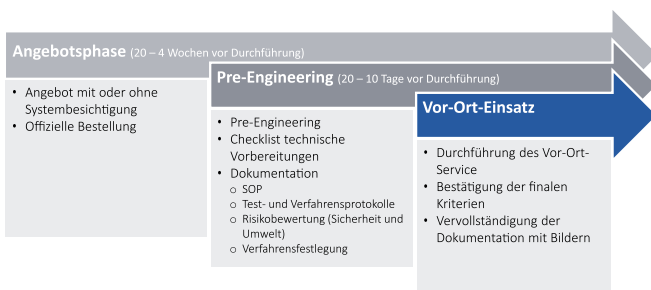 Angebotsphase (20 – 4 Wochen vor Durchführung)
• Angebot mit oder ohne
Systembesichtigung
• Offizielle Bestellung
Pre-Engineering (20 – 10 Tage vor Durchführung)
• Pre-Engineering
• Checklist technische
Vorbereitungen
• Dokumentation
o SOP
o Test- und Verfahrensprotokolle
o Risikobewertung (Sicherheit und
Umwelt)
o Verfahrensfestlegung
Vor-Ort-Einsatz
• Durchführung des Vor-Ort-
Service
• Bestätigung der finalen
Kriterien
• Vervollständigung der
Dokumentation mit Bildern